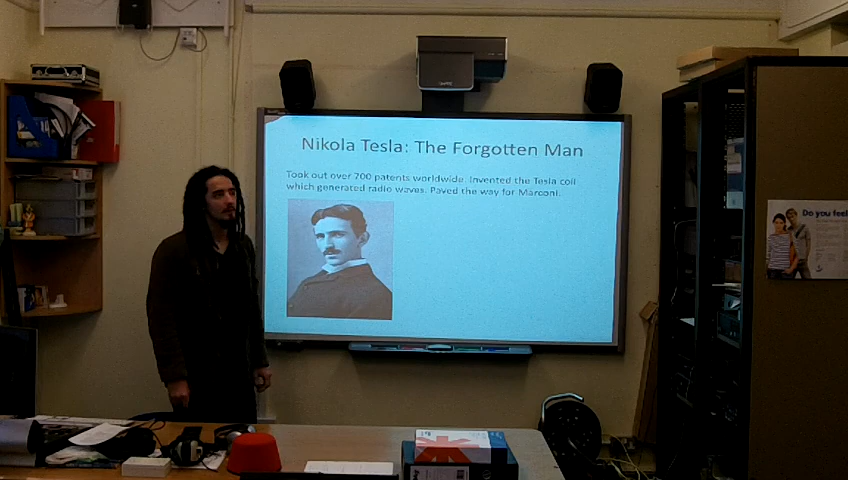 Nikola Tesla: The Forgotten Man
Took out over 700 patents worldwide. Invented the Tesla coil
which generated radio waves. Paved the way for Marconi.
Do you feel